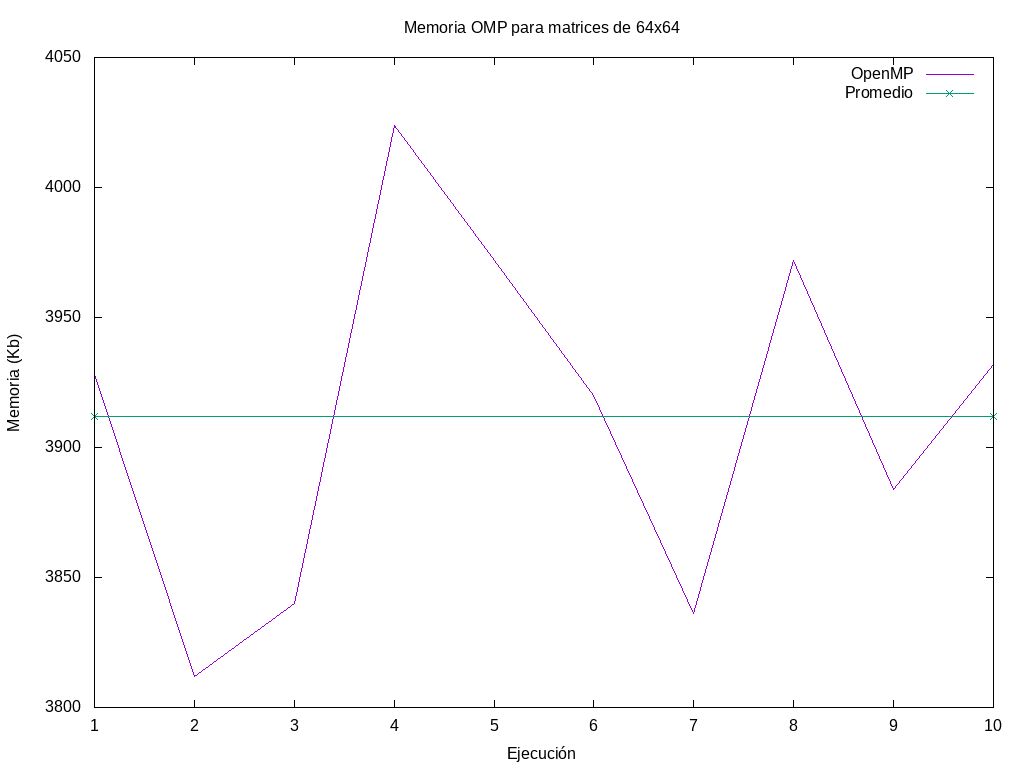 Memoria OMP para matrices de 64x64
OpenMP
Promedio
4050
4000
3950
3900
3850
3800
Memoria (Kb)
1 2 3 4 5 6 7 8 9 10
Ejecución